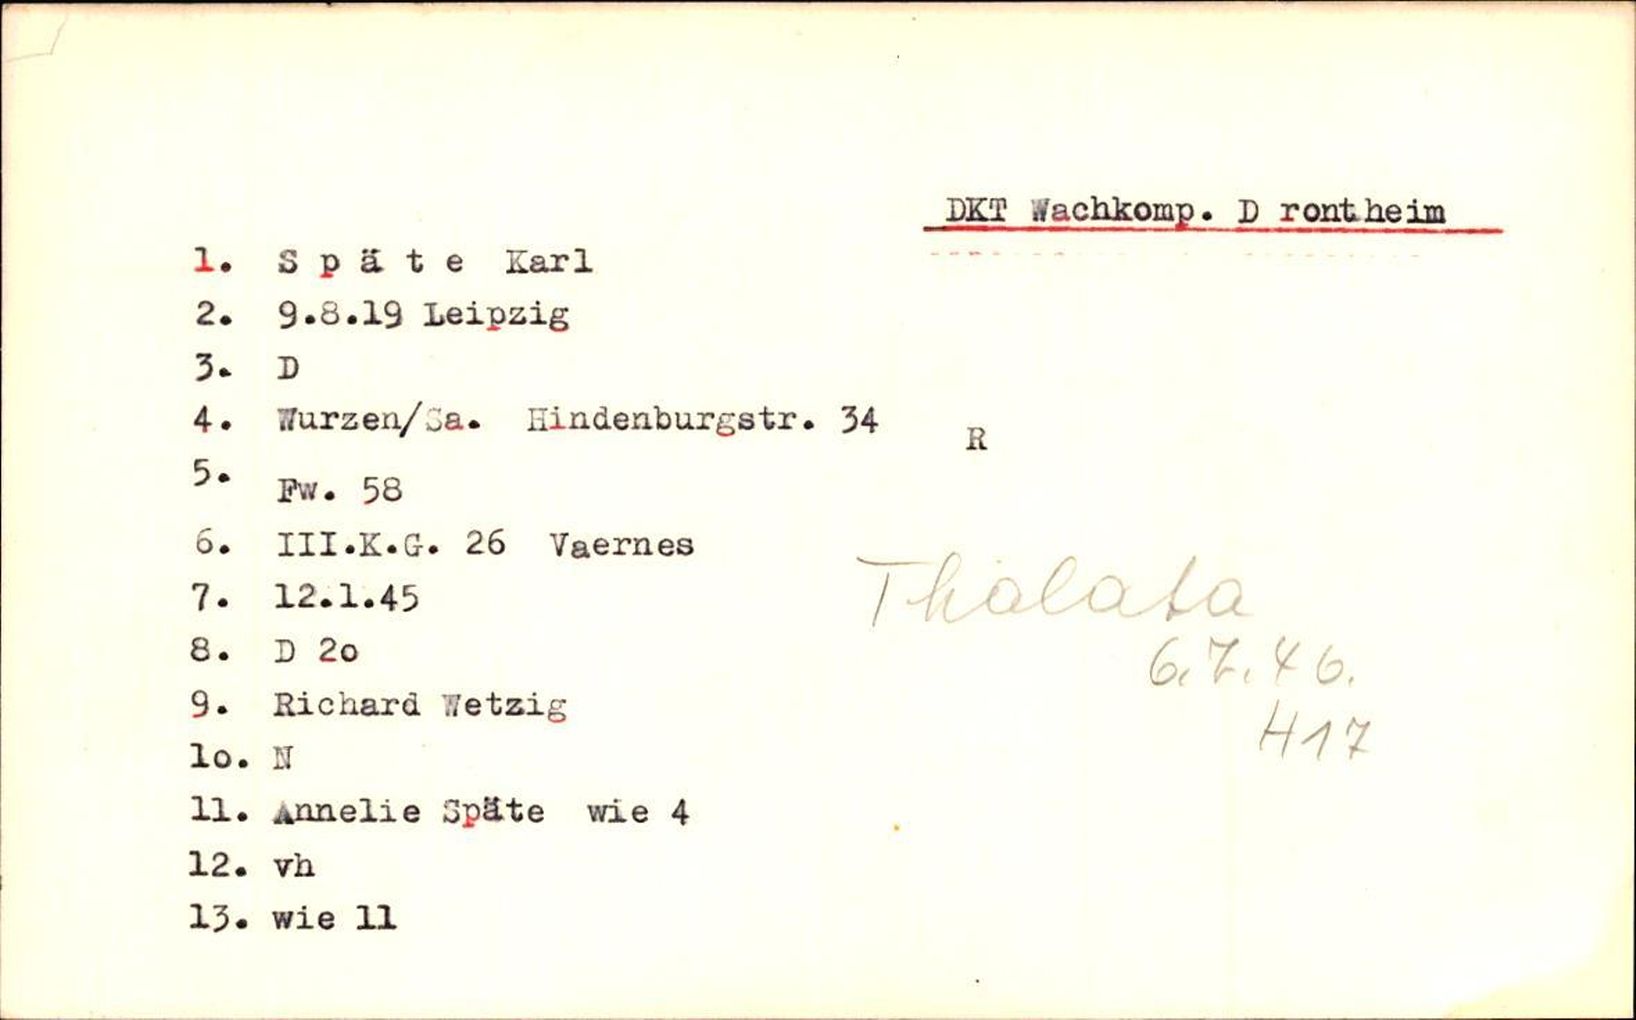 DKT Wachkomp. D rontheim
1. S p ä t e Karl
2. 9.8.19 Leipzig
3. D
4. Wurzen/Sa. Hindenburgstr. 34
R
5. Fw. 58
6. III.K.G. 26 Vaernes
7. 12.1.45
8. D 2o
9. Richard Wetzig
lo. N
11. Annelie Späte wie 4
12. vh
13. wie 11
Thalata
6.7.46.
H17